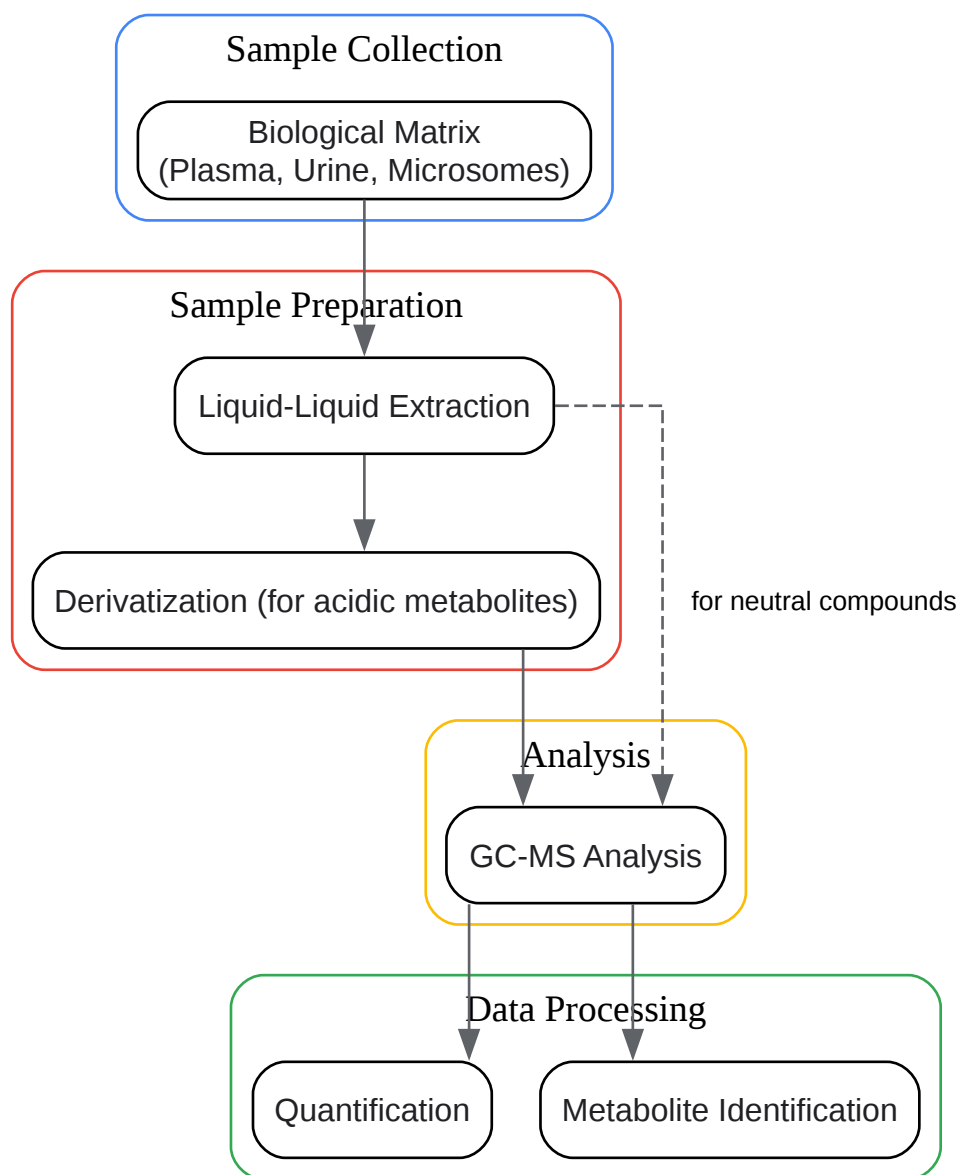 Sample Collection
Biological Matrix
(Plasma, Urine, Microsomes)
Sample Preparation
Liquid-Liquid Extraction
Derivatization (for acidic metabolites)
for neutral compounds
Analysis
GC-MS Analysis
Data Processing
Quantification
Metabolite Identification